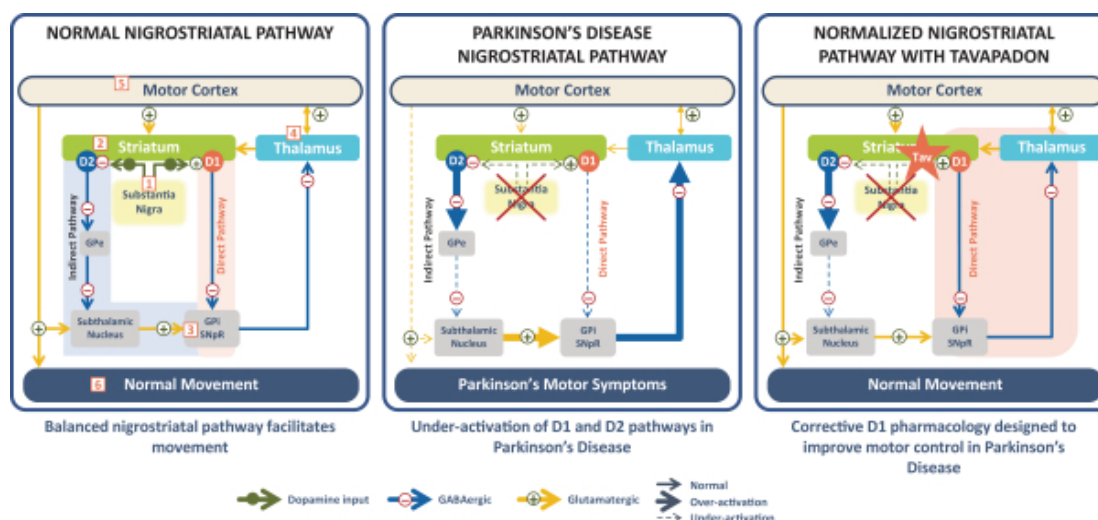 NORMAL NIGROSTRIATAL PATHWAY
5
Motor Cortex
2
Striatum
4
Thalamus
D2
D1
1
Substantia
Nigra
Indirect Pathway
Direct Pathway
GPe
Subthalamic
Nucleus
3
GPi
SNpR
6
Normal Movement
Balanced nigrostriatal pathway facilitates
movement
PARKINSON'S DISEASE
NIGROSTRIATAL PATHWAY
Motor Cortex
Striatum
Thalamus
D2
D1
Substantia
Nigra
Indirect Pathway
Direct Pathway
GPe
Subthalamic
Nucleus
GPi
SNpR
Parkinson's Motor Symptoms
Under-activation of D1 and D2 pathways in
Parkinson's Disease
NORMALIZED NIGROSTRIATAL
PATHWAY WITH TAVAPADON
Motor Cortex
Striatum
Tav
Thalamus
D2
D1
Substantia
Nigra
Indirect Pathway
Direct Pathway
GPe
Subthalamic
Nucleus
GPi
SNpR
Normal Movement
Corrective D1 pharmacology designed to
improve motor control in Parkinson's
Disease
Dopamine input
GABAergic
Glutamatergic
Normal
Over-activation
Under-activation